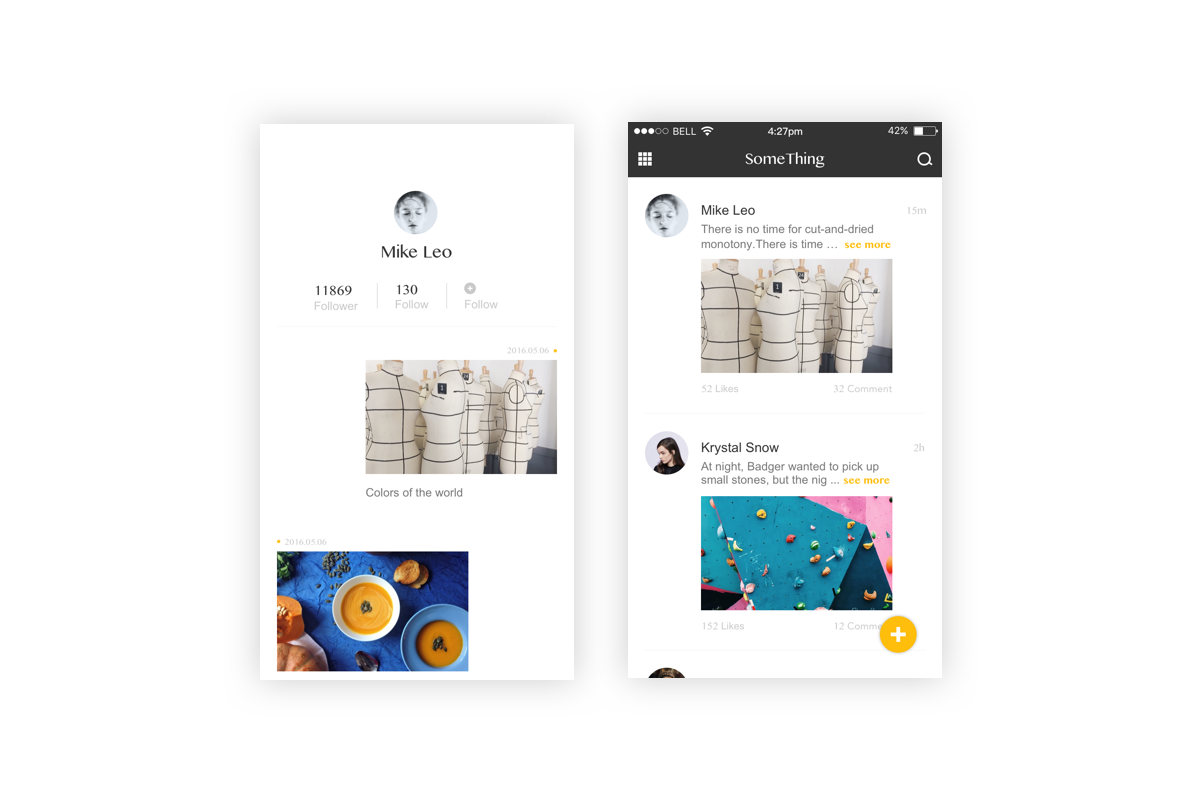 Mike Leo
11869
Follower
130
Follow
Follow
2016.05.06
1
Colors of the world
2016.05.06
BELL
4:27pm
42%
SomeThing
Mike Leo
15m
There is no time for cut-and-dried
monotony.There is time … see more
1
52 Likes
32 Comment
Krystal Snow
2h
At night, Badger wanted to pick up
small stones, but the nig ... see more
152 Likes
12 Comme